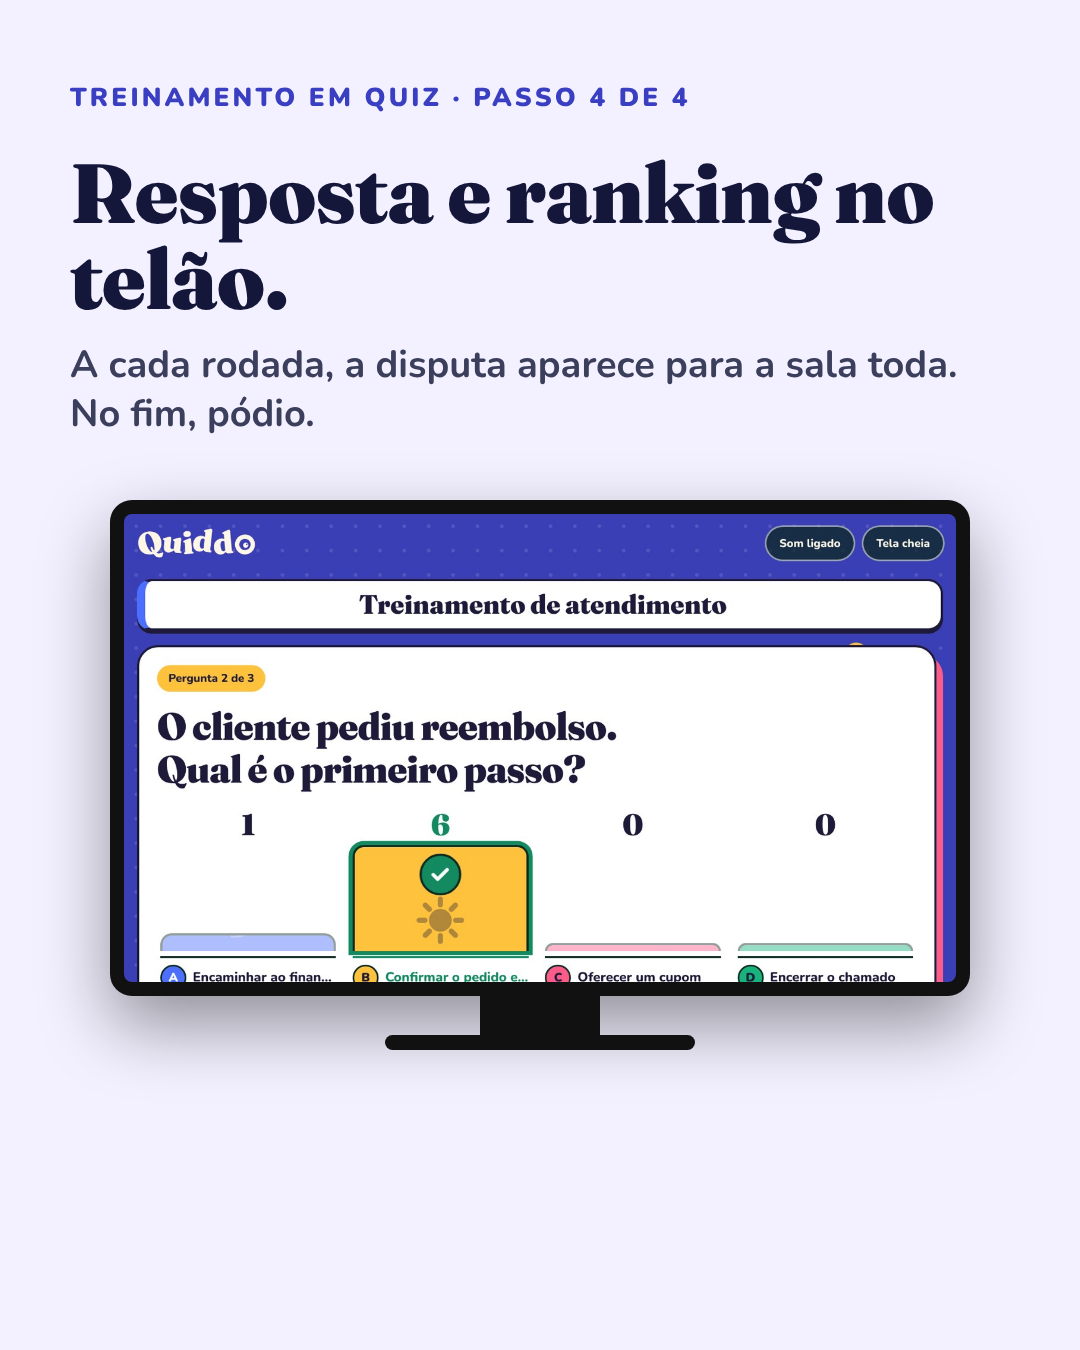 TREINAMENTO EM QUIZ · PASSO 4 DE 4
Resposta e ranking no
telão.
A cada rodada, a disputa aparece para a sala toda.
No fim, pódio.
Quiddo
Som ligado
Tela cheia
Treinamento de atendimento
Pergunta 2 de 3
O cliente pediu reembolso.
Qual é o primeiro passo?
1 6 0 0
A Encaminhar ao finan...
B Confirmar o pedido e...
C Oferecer um cupom
D Encerrar o chamado